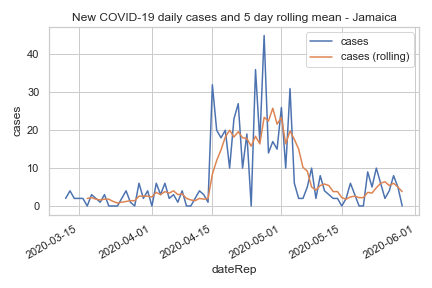 New COVID-19 daily cases and 5 day rolling mean - Jamaica
cases
cases (rolling)
cases
40
30
20
10
0
2020-03-15
2020-04-01
2020-04-15
2020-05-01
2020-05-15
2020-06-01
dateRep